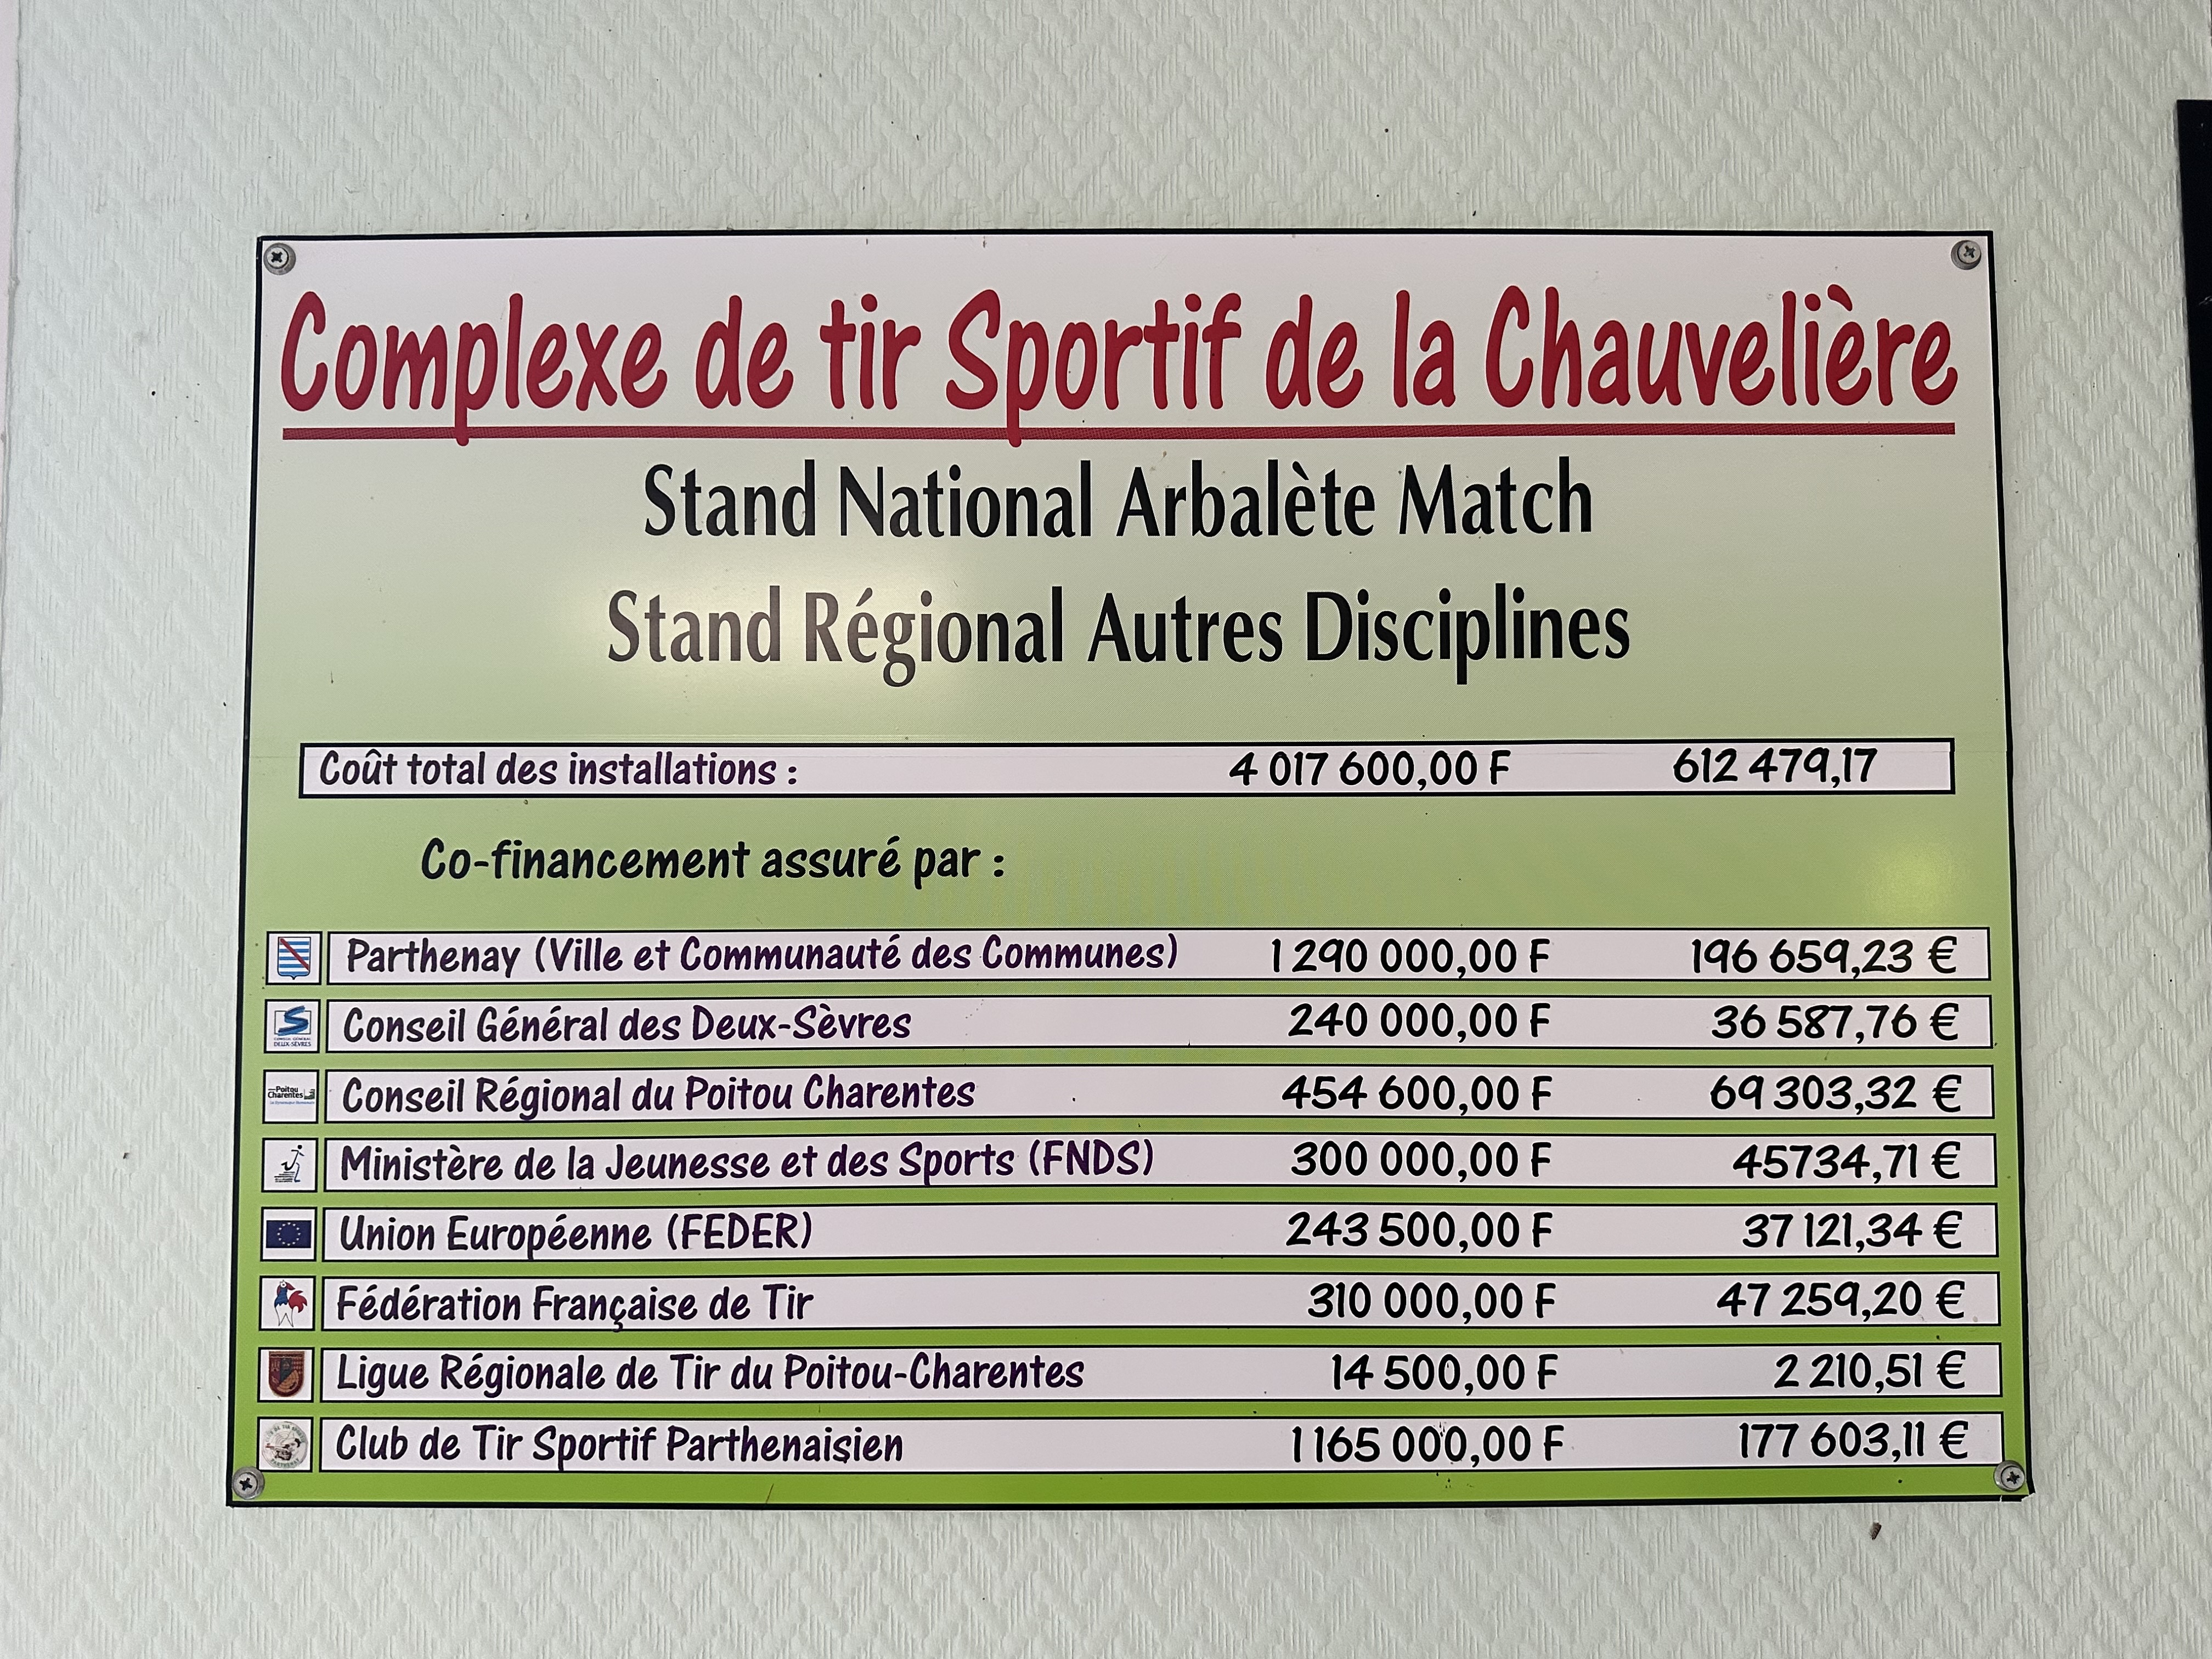 Complexe de tir Sportif de la Chauvelière
Stand National Arbalète Match
Stand Régional Autres Disciplines
Coût total des installations : 4 017 600,00 F 612 479,17
Co-financement assuré par :
Parthenay (Ville et Communauté des Communes) 1 290 000,00 F 196 659,23 €
CONSEIL GÉNÉRAL
DEUX-SÈVRES
Conseil Général des Deux-Sèvres 240 000,00 F 36 587,76 €
Poitou
Charentes
Conseil Régional du Poitou Charentes 454 600,00 F 69 303,32 €
Ministère de la Jeunesse et des Sports (FNDS) 300 000,00 F 45734,71 €
Union Européenne (FEDER) 243 500,00 F 37 121,34 €
Fédération Française de Tir 310 000,00 F 47 259,20 €
Ligue Régionale de Tir du Poitou-Charentes 14 500,00 F 2 210,51 €
Club de Tir Sportif Parthenaisien 1 165 000,00 F 177 603,11 €